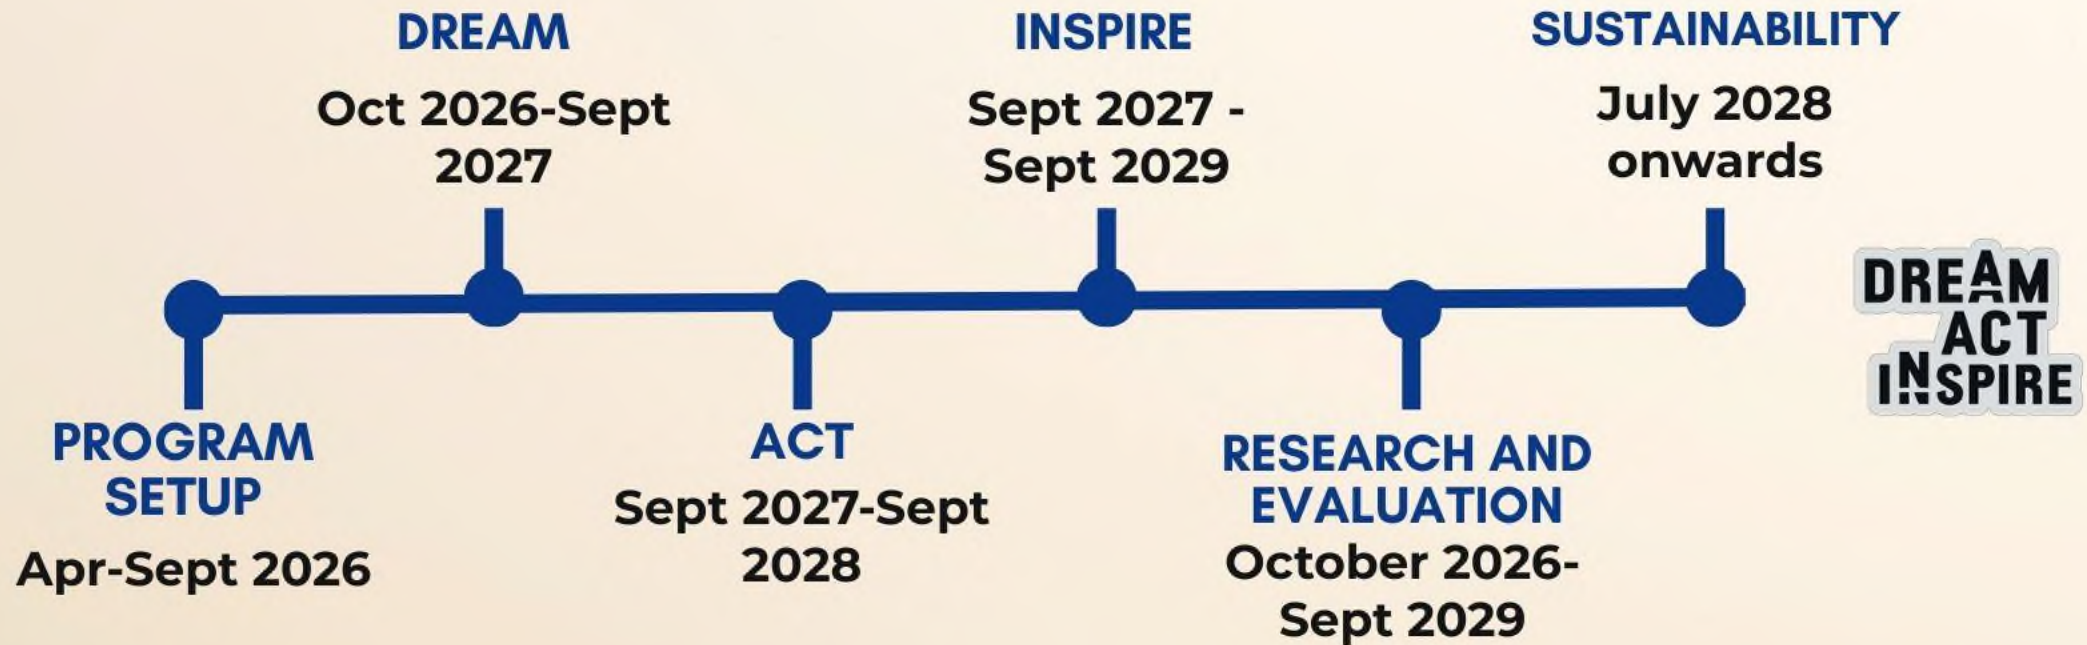 DREAM
Oct 2026-Sept
2027
INSPIRE
Sept 2027 -
Sept 2029
SUSTAINABILITY
July 2028
onwards
PROGRAM
SETUP
Apr-Sept 2026
ACT
Sept 2027-Sept
2028
RESEARCH AND
EVALUATION
October 2026-
Sept 2029
DREAM
ACT
INSPIRE